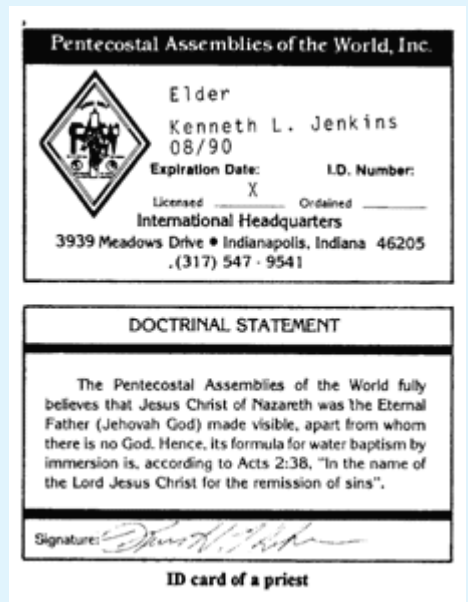 Pentecostal Assemblies of the World, Inc.
Elder
Kenneth L. Jenkins
08/90
Expiration Date: I.D. Number:
X
Licensed ______ Ordained ______
International Headquarters
3939 Meadows Drive • Indianapolis, Indiana 46205
.(317) 547 - 9541
DOCTRINAL STATEMENT
The Pentecostal Assemblies of the World fully
believes that Jesus Christ of Nazareth was the Eternal
Father (Jehovah God) made visible, apart from whom
there is no God. Hence, its formula for water baptism by
immersion is, according to Acts 2:38, "In the name of
the Lord Jesus Christ for the remission of sins".
Signature:
ID card of a priest